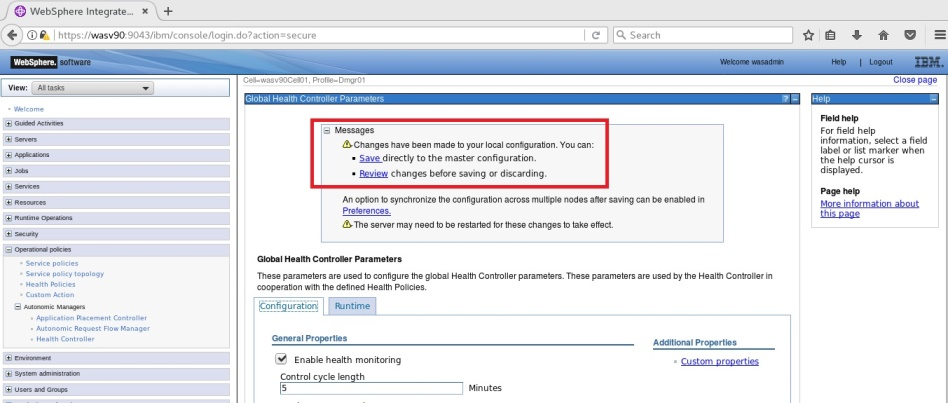 WebSphere Integrate...
https://wasv90:9043/ibm/console/login.do?action=secure
Search
WebSphere. software
Welcome wasadmin
Help | Logout
IBM.
View: All tasks
Cell=wasv90Cell01, Profile=Dmgr01
Close page
Welcome
Guided Activities
Servers
Applications
Jobs
Services
Resources
Runtime Operations
Security
Operational policies
Service policies
Service policy topology
Health Policies
Custom Action
Autonomic Managers
Application Placement Controller
Autonomic Request Flow Manager
Health Controller
Environment
System administration
Users and Groups
Global Health Controller Parameters
Messages
Changes have been made to your local configuration. You can:
Save directly to the master configuration.
Review changes before saving or discarding.
An option to synchronize the configuration across multiple nodes after saving can be enabled in
Preferences.
The server may need to be restarted for these changes to take effect.
Global Health Controller Parameters
These parameters are used to configure the global Health Controller parameters. These parameters are used by the Health Controller in
cooperation with the defined Health Policies.
Configuration
Runtime
General Properties
Enable health monitoring
Control cycle length
5 Minutes
Additional Properties
Custom properties
Help
Field help
For field help
information, select a field
label or list marker when
the help cursor is
displayed.
Page help
More information about
this page